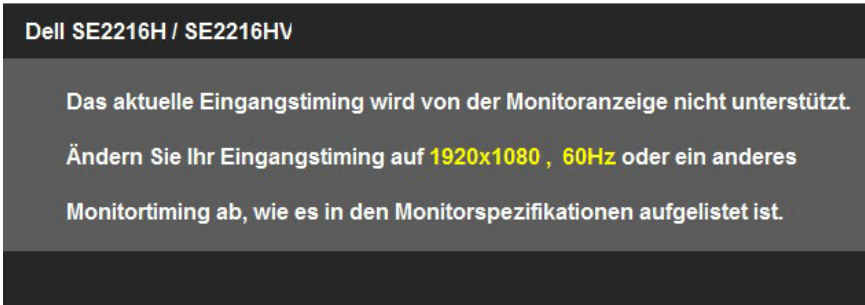 Dell SE2216H / SE2216HV
Das aktuelle Eingangstiming wird von der Monitoranzeige nicht unterstützt.
Ändern Sie Ihr Eingangstiming auf 1920x1080 , 60Hz oder ein anderes
Monitortiming ab, wie es in den Monitorspezifikationen aufgelistet ist.